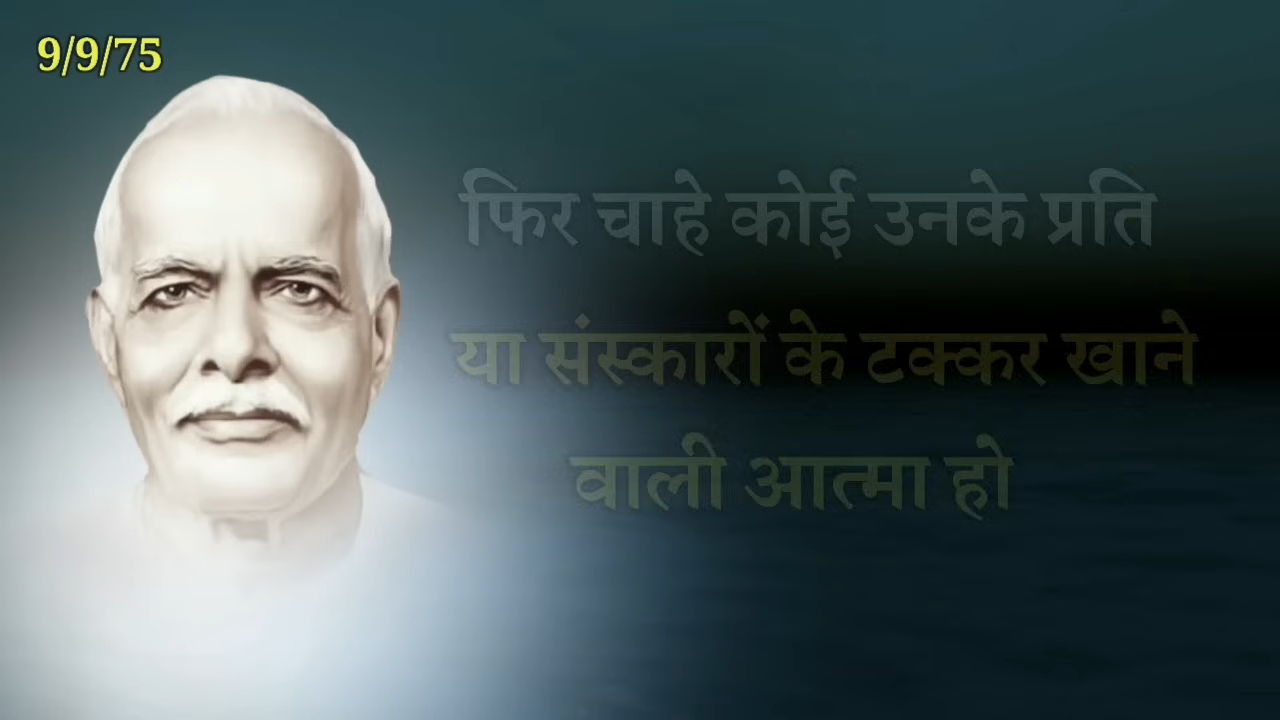 9/9/75
फिर चाहे कोई उनके प्रति
या संस्कारों के टक्कर खाने
वाली आत्मा हो